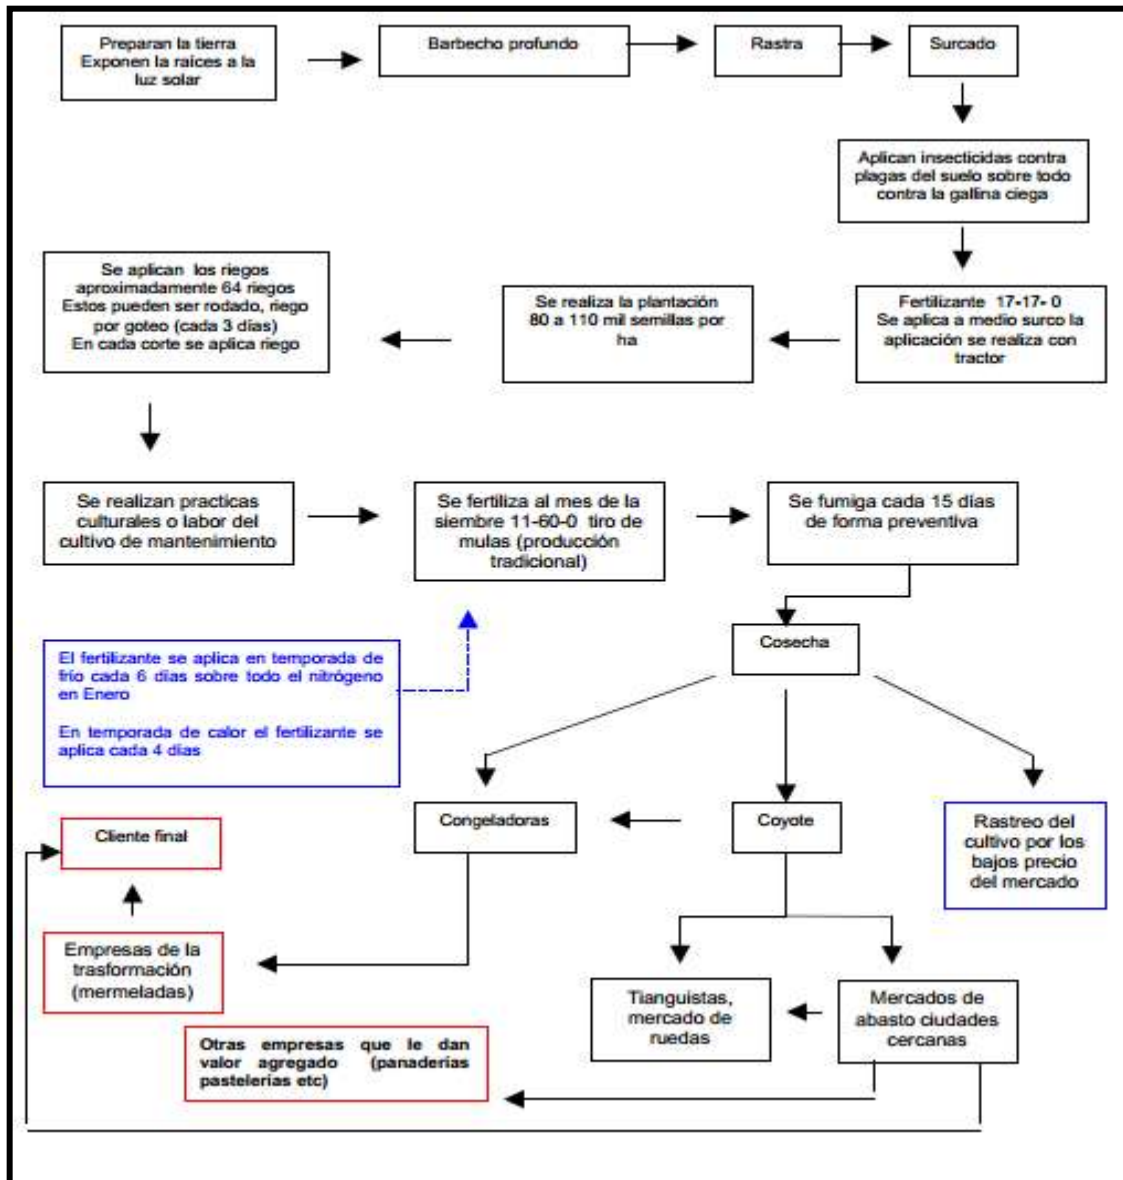 Preparan la tierra
Exponen la raíces a la
luz solar
Barbecho profundo
Rastra
Surcado
Aplican insecticidas contra
plagas del suelo sobre todo
contra la gallina ciega
Fertilizante 17-17- 0
Se aplica a medio surco la
aplicación se realiza con
tractor
Se realiza la plantación
80 a 110 mil semillas por
ha
Se aplican los riegos
aproximadamente 64 riegos
Estos pueden ser rodado, riego
por goteo (cada 3 días)
En cada corte se aplica riego
Se realizan practicas
culturales o labor del
cultivo de mantenimiento
Se fertiliza al mes de la
siembre 11-60-0 tiro de
mulas (producción
tradicional)
Se fumiga cada 15 días
de forma preventiva
El fertilizante se aplica en temporada de
frío cada 6 días sobre todo el nitrógeno
en Enero
En temporada de calor el fertilizante se
aplica cada 4 días
Cosecha
Congeladoras
Coyote
Rastreo del
cultivo por los
bajos precio
del mercado
Cliente final
Empresas de la
trasformación
(mermeladas)
Tianguistas,
mercado de
ruedas
Mercados de
abasto ciudades
cercanas
Otras empresas que le dan
valor agregado (panaderías
pastelerías etc)